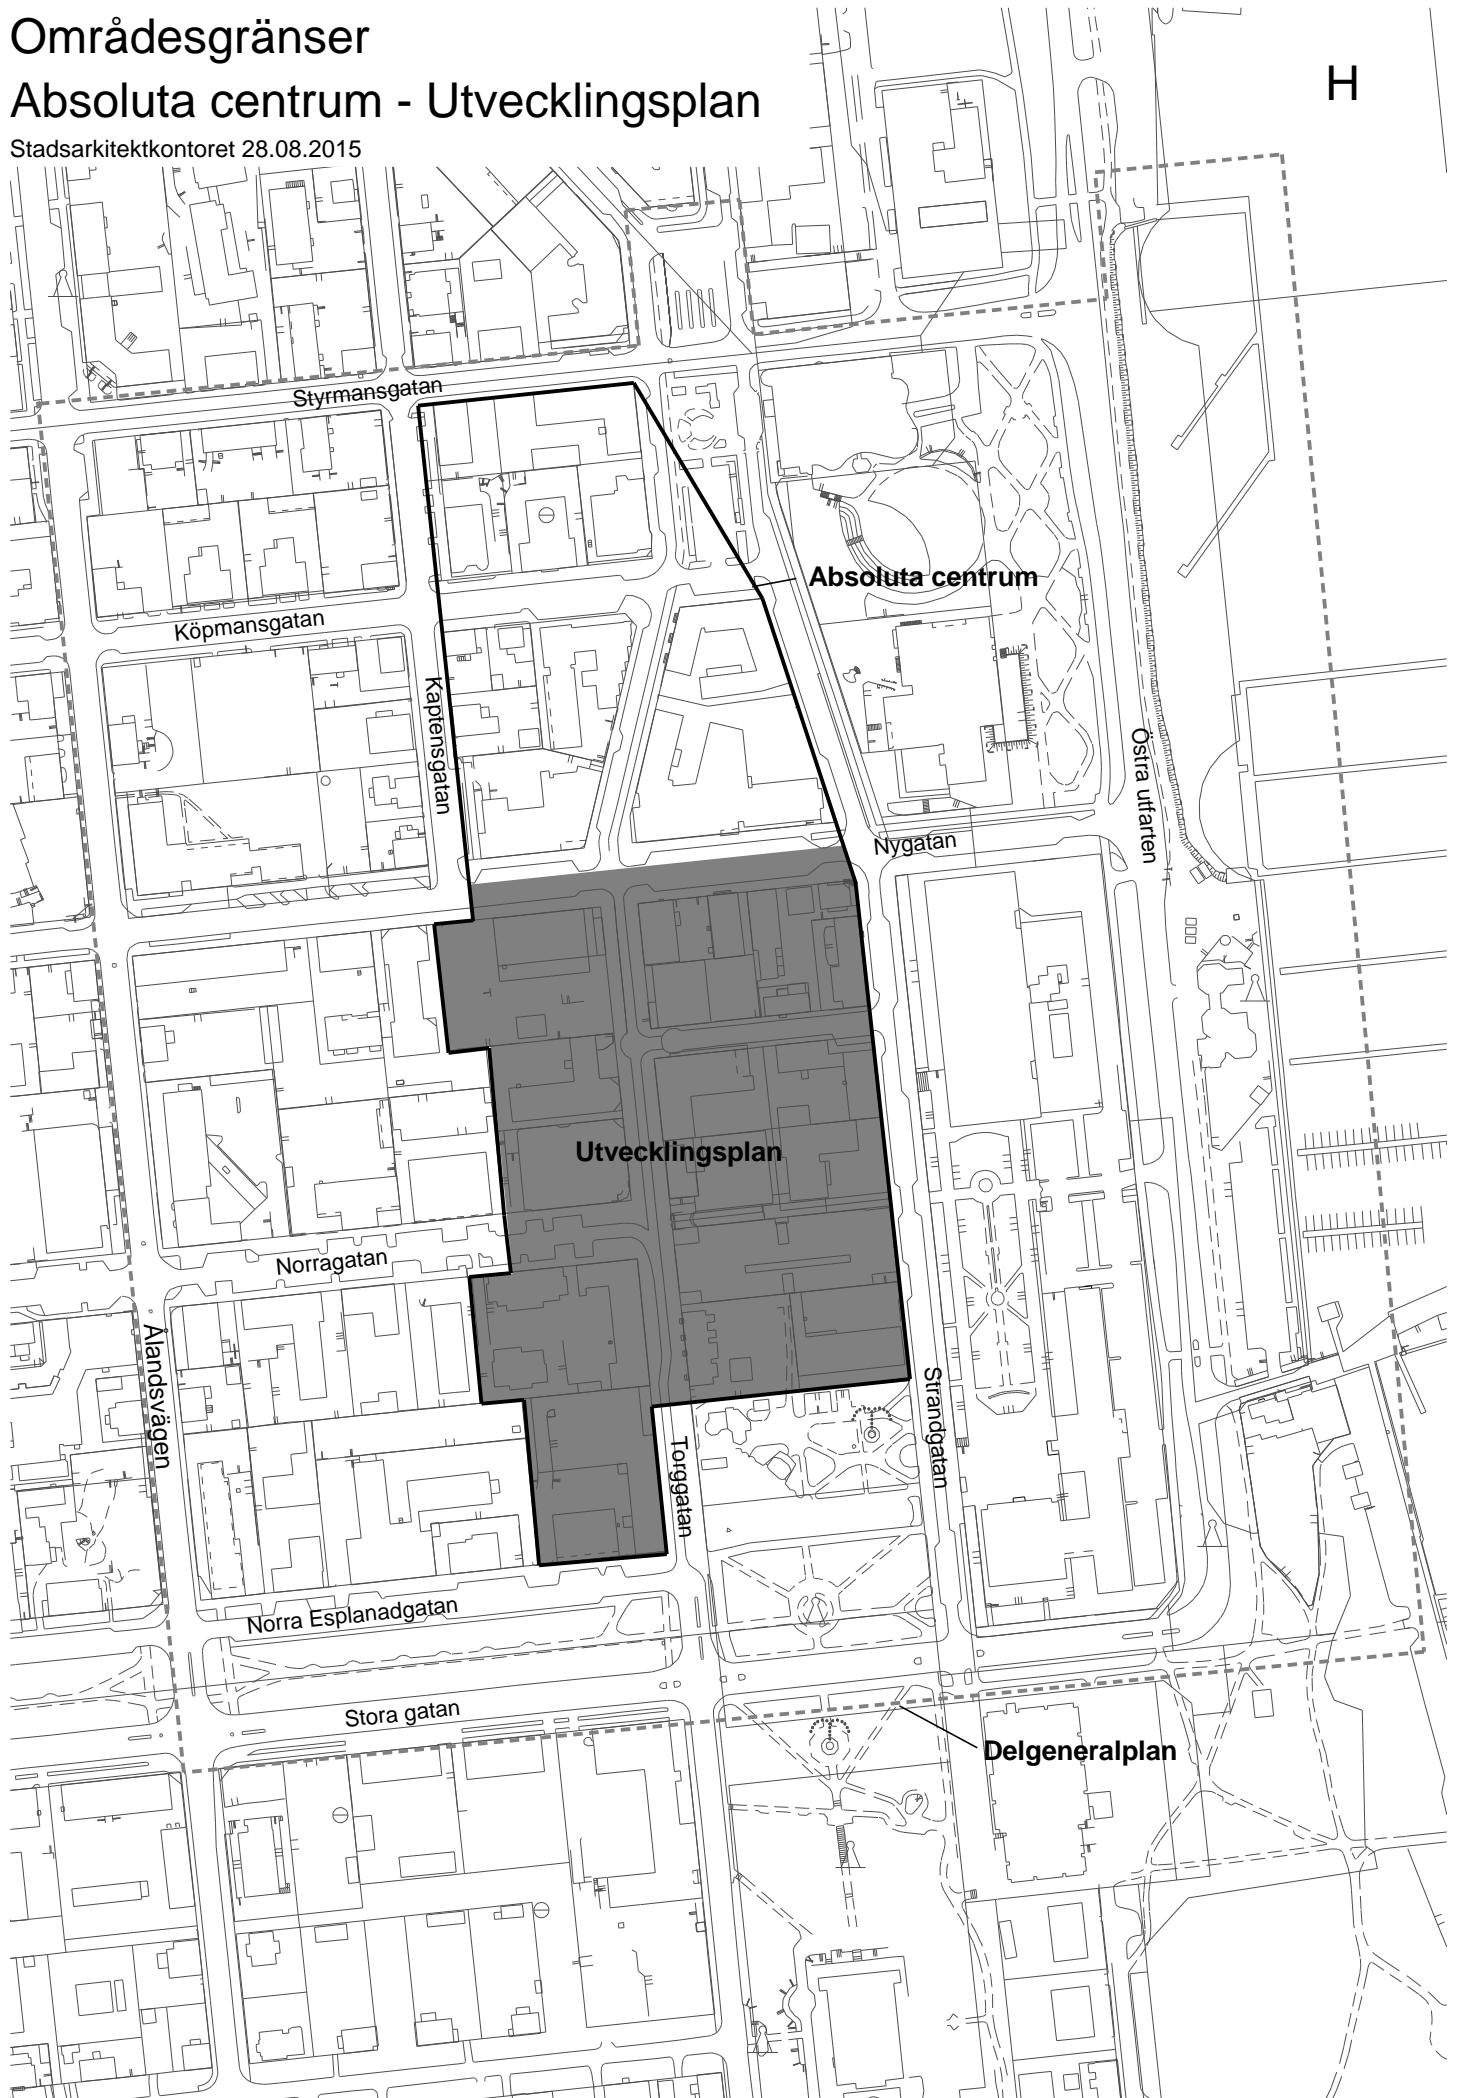 Områdesgränser
Absoluta centrum - Utvecklingsplan
Stadsarkitektkontoret 28.08.2015
H
Styrmansgatan
Absoluta centrum
Köpmansgatan
Kaptensgatan
Östra utfarten
Nygatan
Utvecklingsplan
Norragatan
Ålandsvägen
Strandgatan
Torggatan
Norra Esplanadgatan
Stora gatan
Delgeneralplan